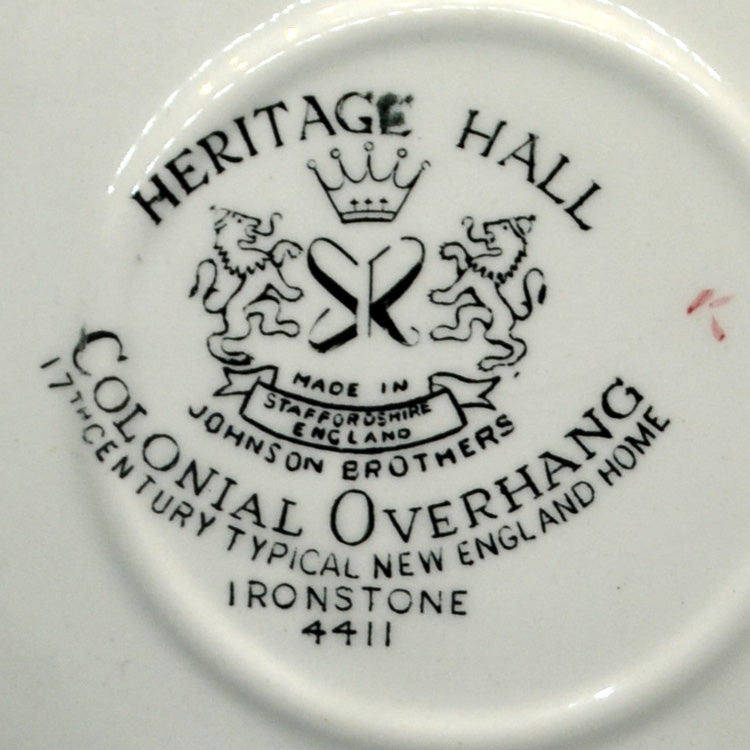 HERITAGE HALL
MADE IN
STAFFORDSHIRE
ENGLAND
JOHNSON BROTHERS
COLONIAL OVERHANG
17TH CENTURY TYPICAL NEW ENGLAND HOME
IRONSTONE
4411